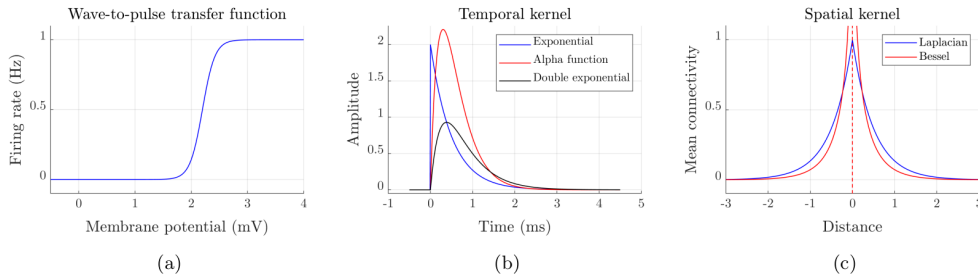 Wave-to-pulse transfer function
Firing rate (Hz)
1
0.5
0
0 1 2 3 4
Membrane potential (mV)
(a)
Temporal kernel
Amplitude
2
1.5
1
0.5
0
-1 0 1 2 3 4 5
Time (ms)
Exponential
Alpha function
Double exponential
(b)
Spatial kernel
Mean connectivity
1
0.5
0
-3 -2 -1 0 1 2 3
Distance
Laplacian
Bessel
(c)